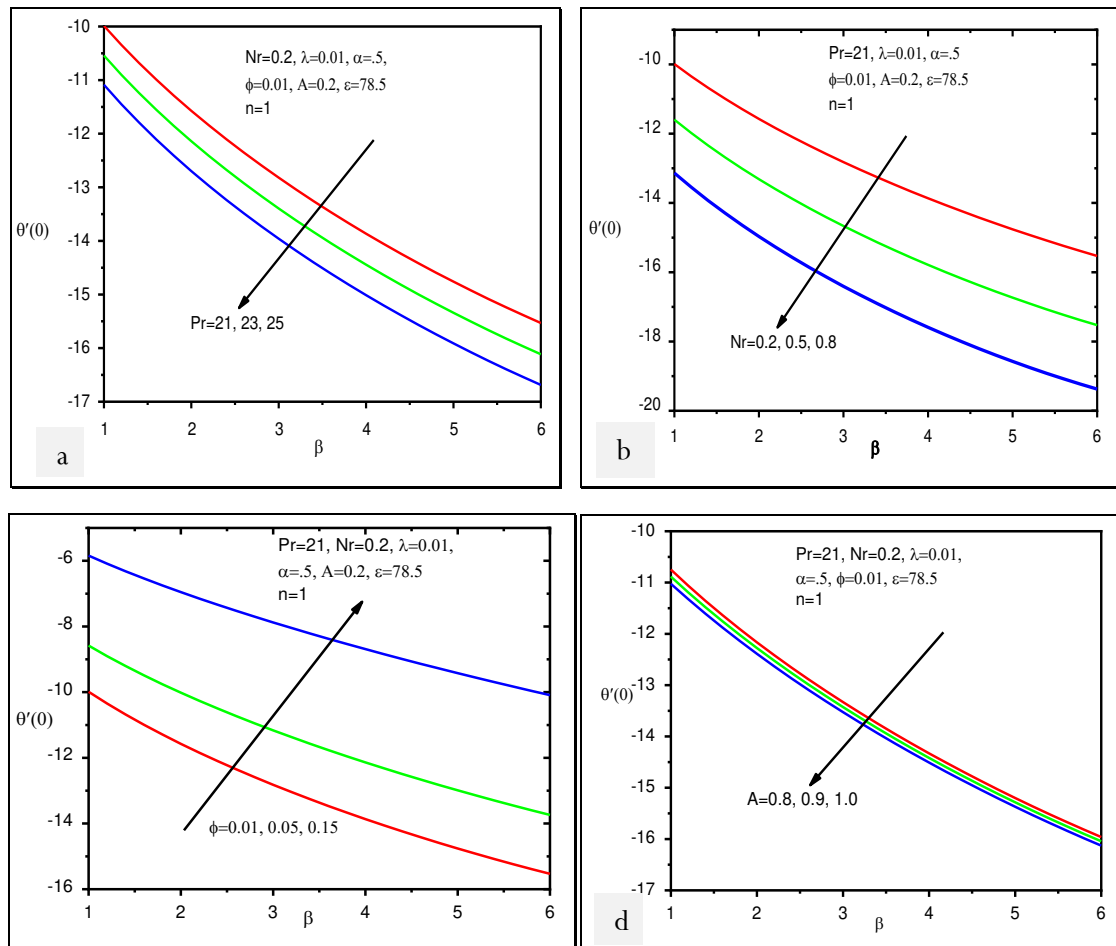 -10
-11
-12
-13
-14
-15
-16
-17
θ′(0)
Nr=0.2, λ=0.01, α=.5,
ϕ=0.01, A=0.2, ε=78.5
n=1
Pr=21, 23, 25
1 2 3 4 5 6
β
a
-10
-12
-14
-16
-18
-20
θ′(0)
Pr=21, λ=0.01, α=.5
ϕ=0.01, A=0.2, ε=78.5
n=1
Nr=0.2, 0.5, 0.8
1 2 3 4 5 6
β
b
-6
-8
-10
-12
-14
-16
θ′(0)
Pr=21, Nr=0.2, λ=0.01,
α=.5, A=0.2, ε=78.5
n=1
ϕ=0.01, 0.05, 0.15
1 2 3 4 5 6
β
-10
-11
-12
-13
-14
-15
-16
-17
θ′(0)
Pr=21, Nr=0.2, λ=0.01,
α=.5, ϕ=0.01, ε=78.5
n=1
A=0.8, 0.9, 1.0
1 2 3 4 5 6
β
d